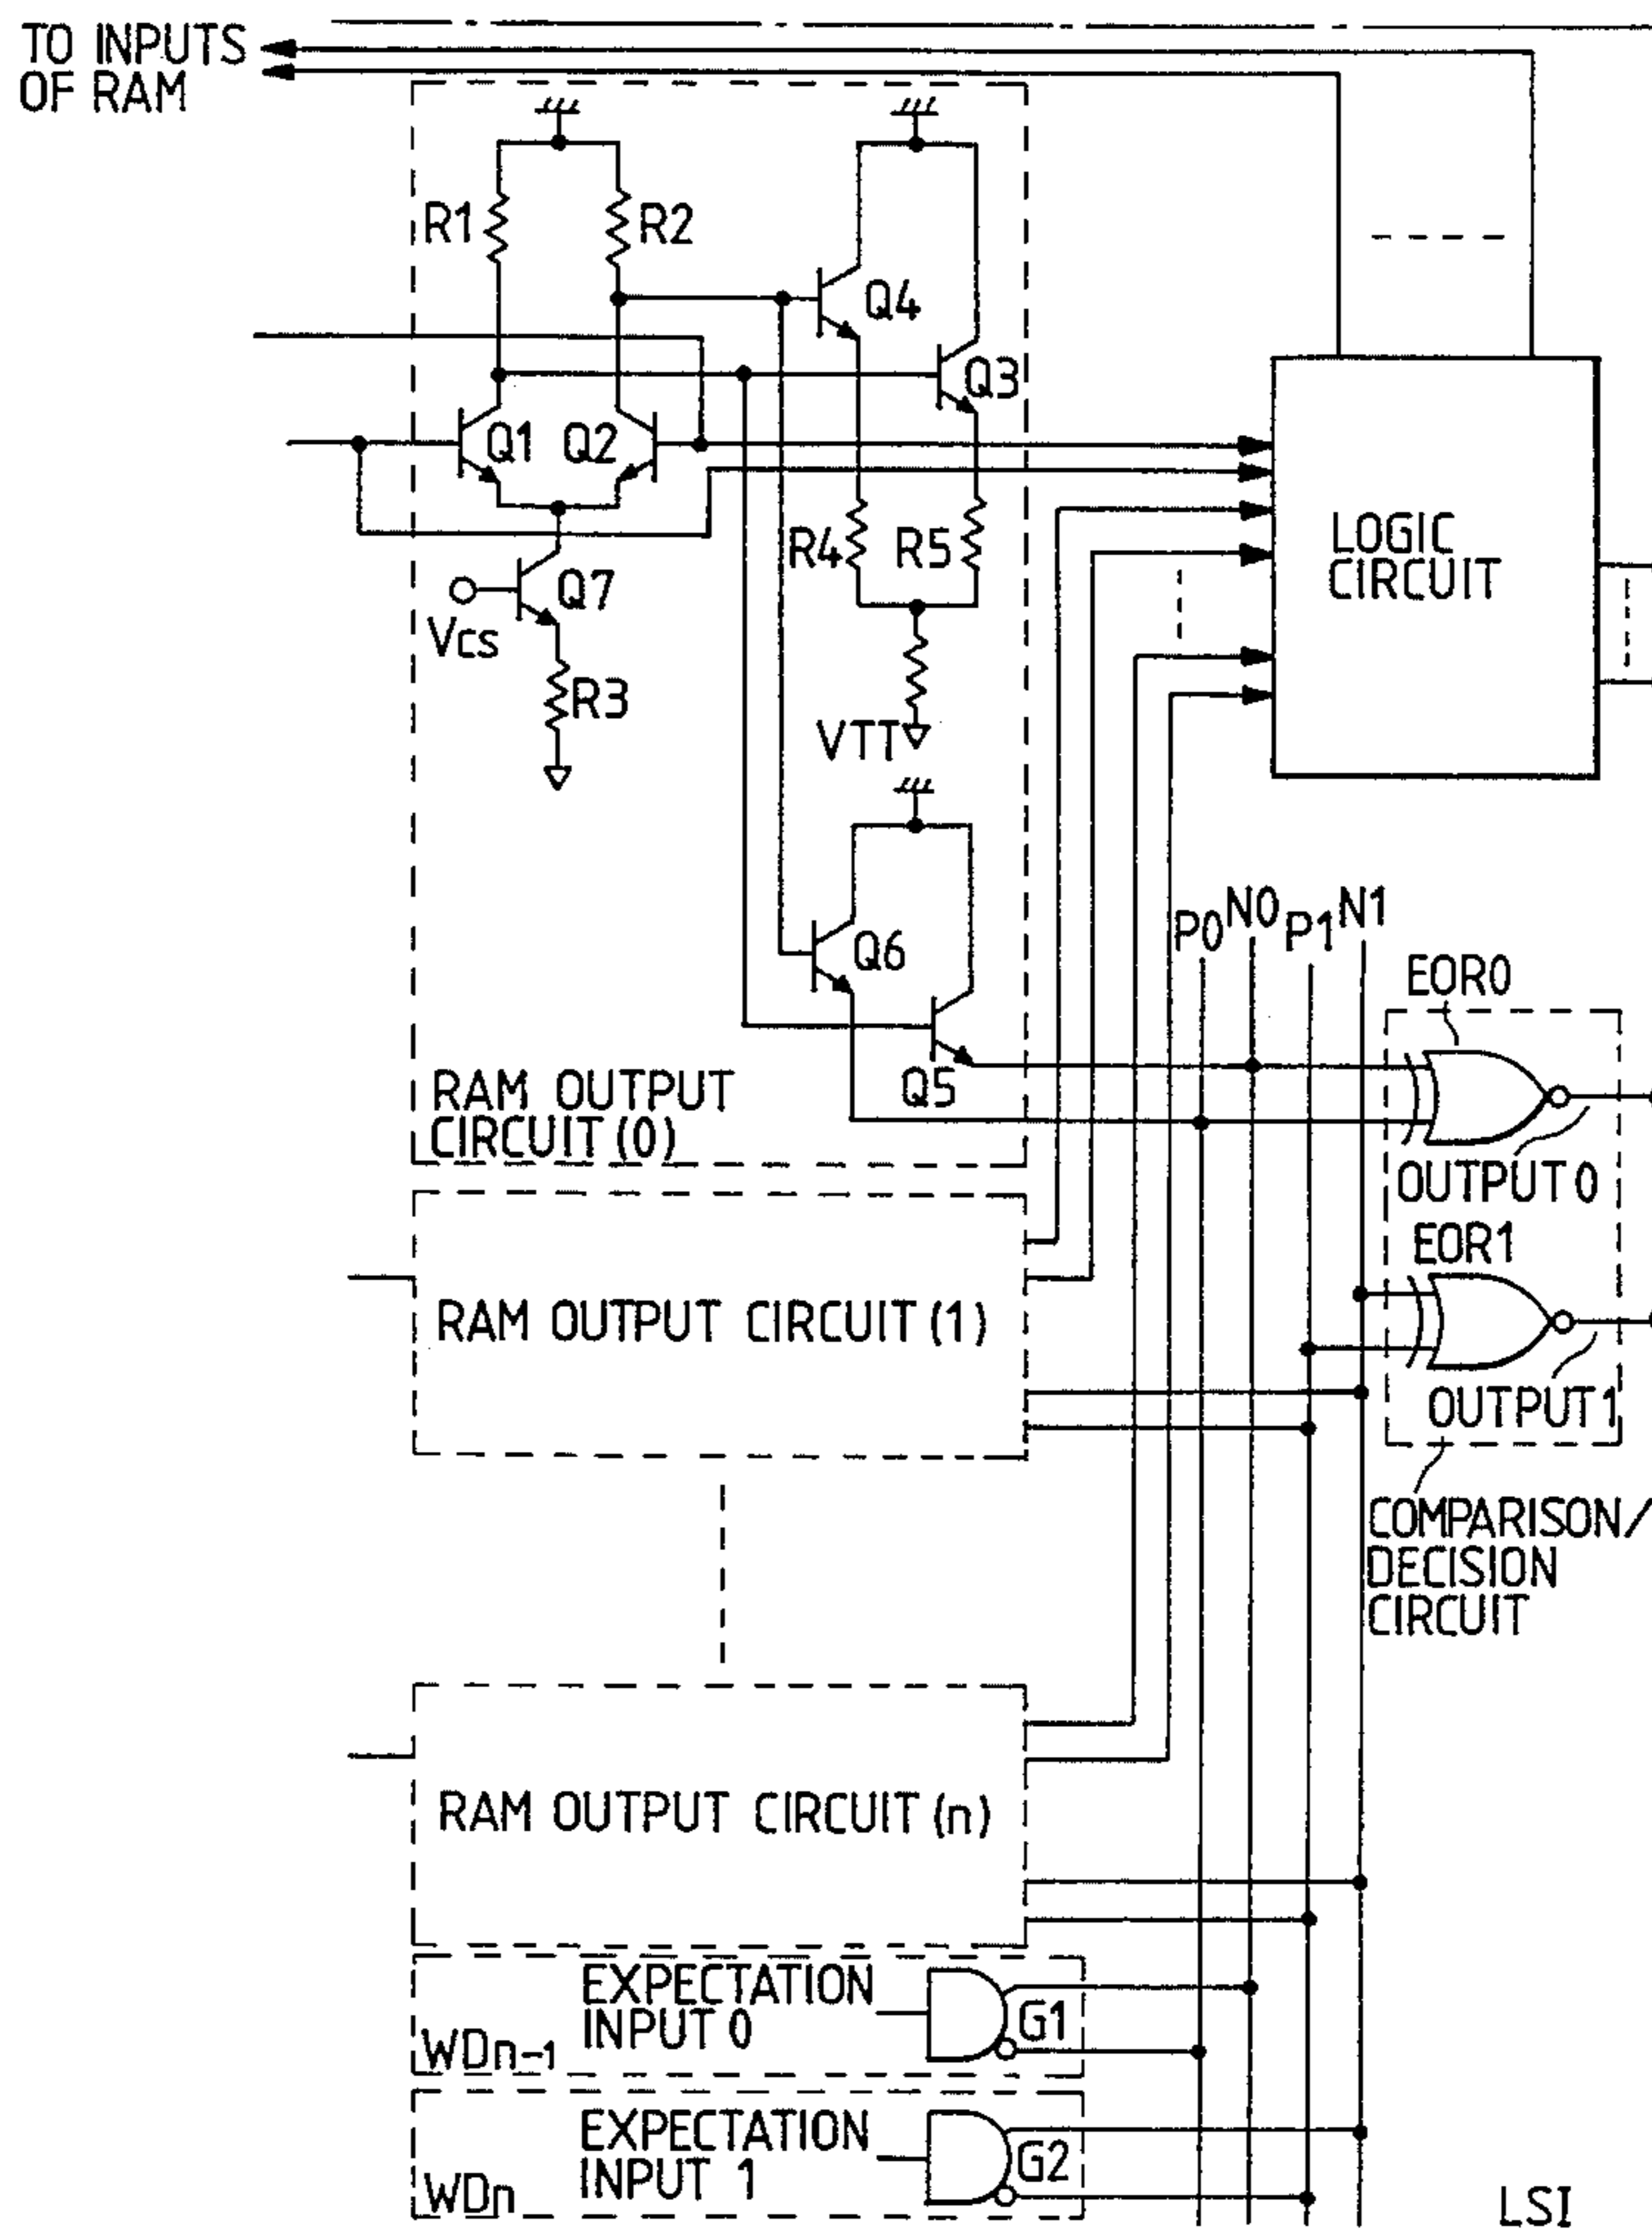 TO INPUTS
OF RAM
R1
R2
Q4
Q3
Q1
Q2
LOGIC
CIRCUIT
R4
R5
Q7
Vcs
R3
VTT
P0
N0
P1
N1
Q6
EOR0
Q5
RAM OUTPUT
CIRCUIT (0)
OUTPUT 0
EOR1
RAM OUTPUT CIRCUIT (1)
OUTPUT 1
COMPARISON/
DECISION
CIRCUIT
RAM OUTPUT CIRCUIT (n)
EXPECTATION
INPUT 0
G1
WDn-1
EXPECTATION
INPUT 1
G2
WDn
LSI